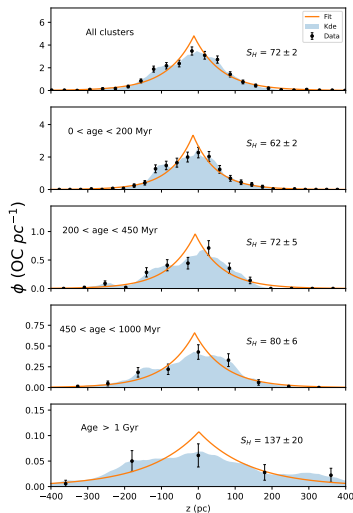 Fit
Kde
Data
All clusters
S_H = 72 ± 2
0
2
4
6
0 < age < 200 Myr
S_H = 62 ± 2
0
2
4
200 < age < 450 Myr
S_H = 72 ± 5
0.0
0.5
1.0
ϕ (OC pc⁻¹)
450 < age < 1000 Myr
S_H = 80 ± 6
0.00
0.25
0.50
0.75
Age > 1 Gyr
S_H = 137 ± 20
0.00
0.05
0.10
0.15
−400 −300 −200 −100 0 100 200 300 400
z (pc)